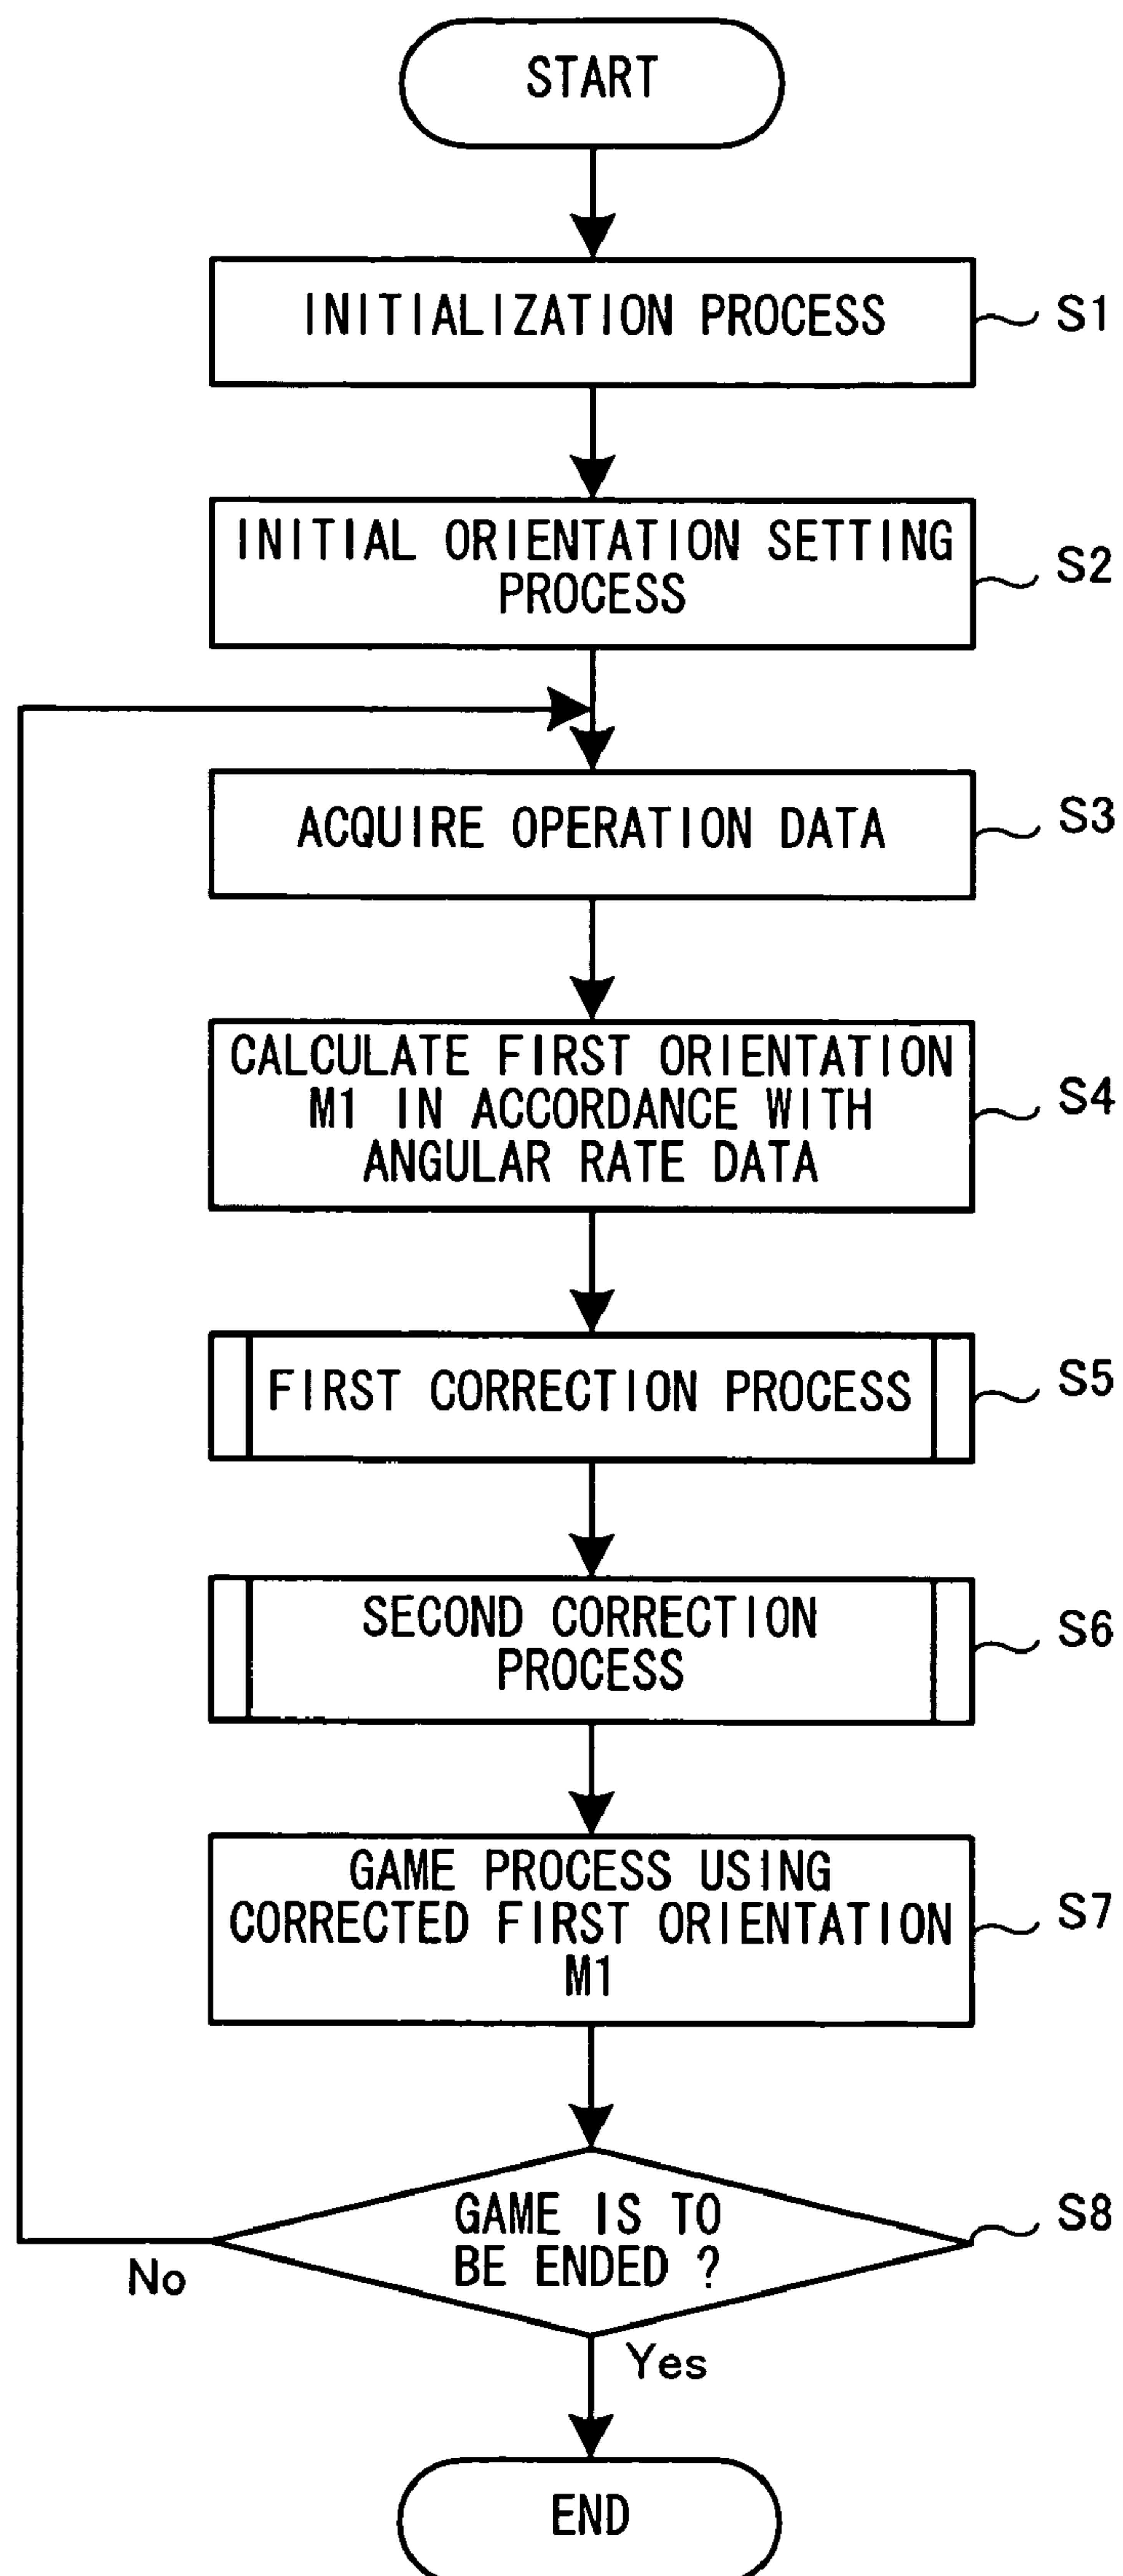 START
INITIALIZATION PROCESS
S1
INITIAL ORIENTATION SETTING
PROCESS
S2
ACQUIRE OPERATION DATA
S3
CALCULATE FIRST ORIENTATION
M1 IN ACCORDANCE WITH
ANGULAR RATE DATA
S4
FIRST CORRECTION PROCESS
S5
SECOND CORRECTION
PROCESS
S6
GAME PROCESS USING
CORRECTED FIRST ORIENTATION
M1
S7
GAME IS TO
BE ENDED ?
S8
No
Yes
END